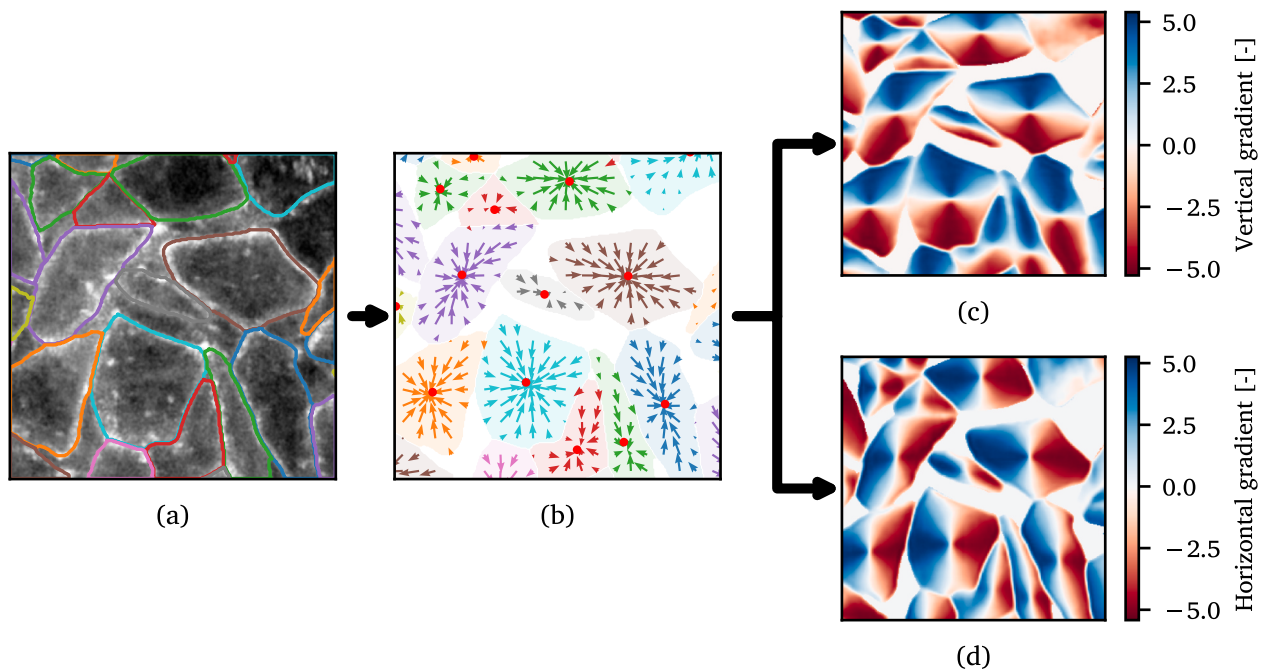 (a)
(b)
5.0
2.5
0.0
−2.5
−5.0
Vertical gradient [-]
(c)
5.0
2.5
0.0
−2.5
−5.0
Horizontal gradient [-]
(d)